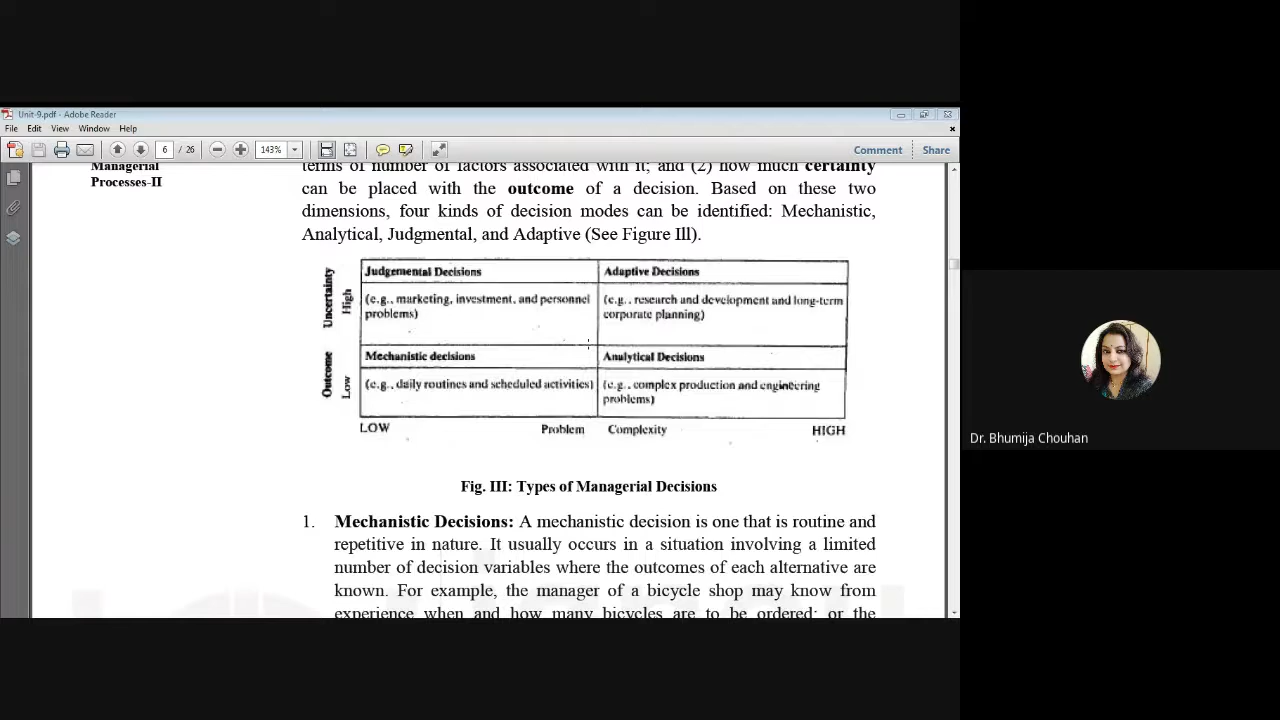 Unit-9.pdf - Adobe Reader
File Edit View Window Help
6 / 26 143% Comment Share
Managerial
Processes-II
terms of number of factors associated with it; and (2) how much certainty
can be placed with the outcome of a decision. Based on these two
dimensions, four kinds of decision modes can be identified: Mechanistic,
Analytical, Judgmental, and Adaptive (See Figure Ill).
Outcome Uncertainty
Low High
Judgemental Decisions
(e.g., marketing, investment, and personnel
problems)
Adaptive Decisions
(e.g., research and development and long-term
corporate planning)
Mechanistic decisions
(e.g., daily routines and scheduled activities)
Analytical Decisions
(e.g., complex production and engineering
problems)
LOW Problem Complexity HIGH
Fig. III: Types of Managerial Decisions
1. Mechanistic Decisions: A mechanistic decision is one that is routine and
repetitive in nature. It usually occurs in a situation involving a limited
number of decision variables where the outcomes of each alternative are
known. For example, the manager of a bicycle shop may know from
experience when and how many bicycles are to be ordered; or the
Dr. Bhumija Chouhan